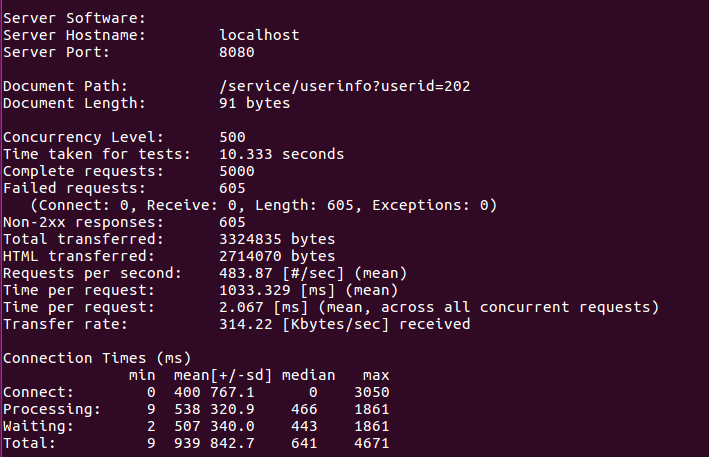 Server Software:
Server Hostname: localhost
Server Port: 8080
Document Path: /service/userinfo?userid=202
Document Length: 91 bytes
Concurrency Level: 500
Time taken for tests: 10.333 seconds
Complete requests: 5000
Failed requests: 605
(Connect: 0, Receive: 0, Length: 605, Exceptions: 0)
Non-2xx responses: 605
Total transferred: 3324835 bytes
HTML transferred: 2714070 bytes
Requests per second: 483.87 [#/sec] (mean)
Time per request: 1033.329 [ms] (mean)
Time per request: 2.067 [ms] (mean, across all concurrent requests)
Transfer rate: 314.22 [Kbytes/sec] received
Connection Times (ms)
min mean[+/-sd] median max
Connect: 0 400 767.1 0 3050
Processing: 9 538 320.9 466 1861
Waiting: 2 507 340.0 443 1861
Total: 9 939 842.7 641 4671